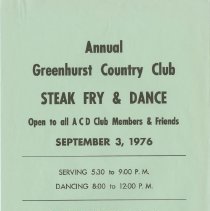 Annual
Greenhurst Country Club
STEAK FRY & DANCE
Open to all A C D Club Members & Friends
SEPTEMBER 3, 1976
SERVING 5:30 to 9:00 P. M.
DANCING 8:00 to 12:00 P. M.